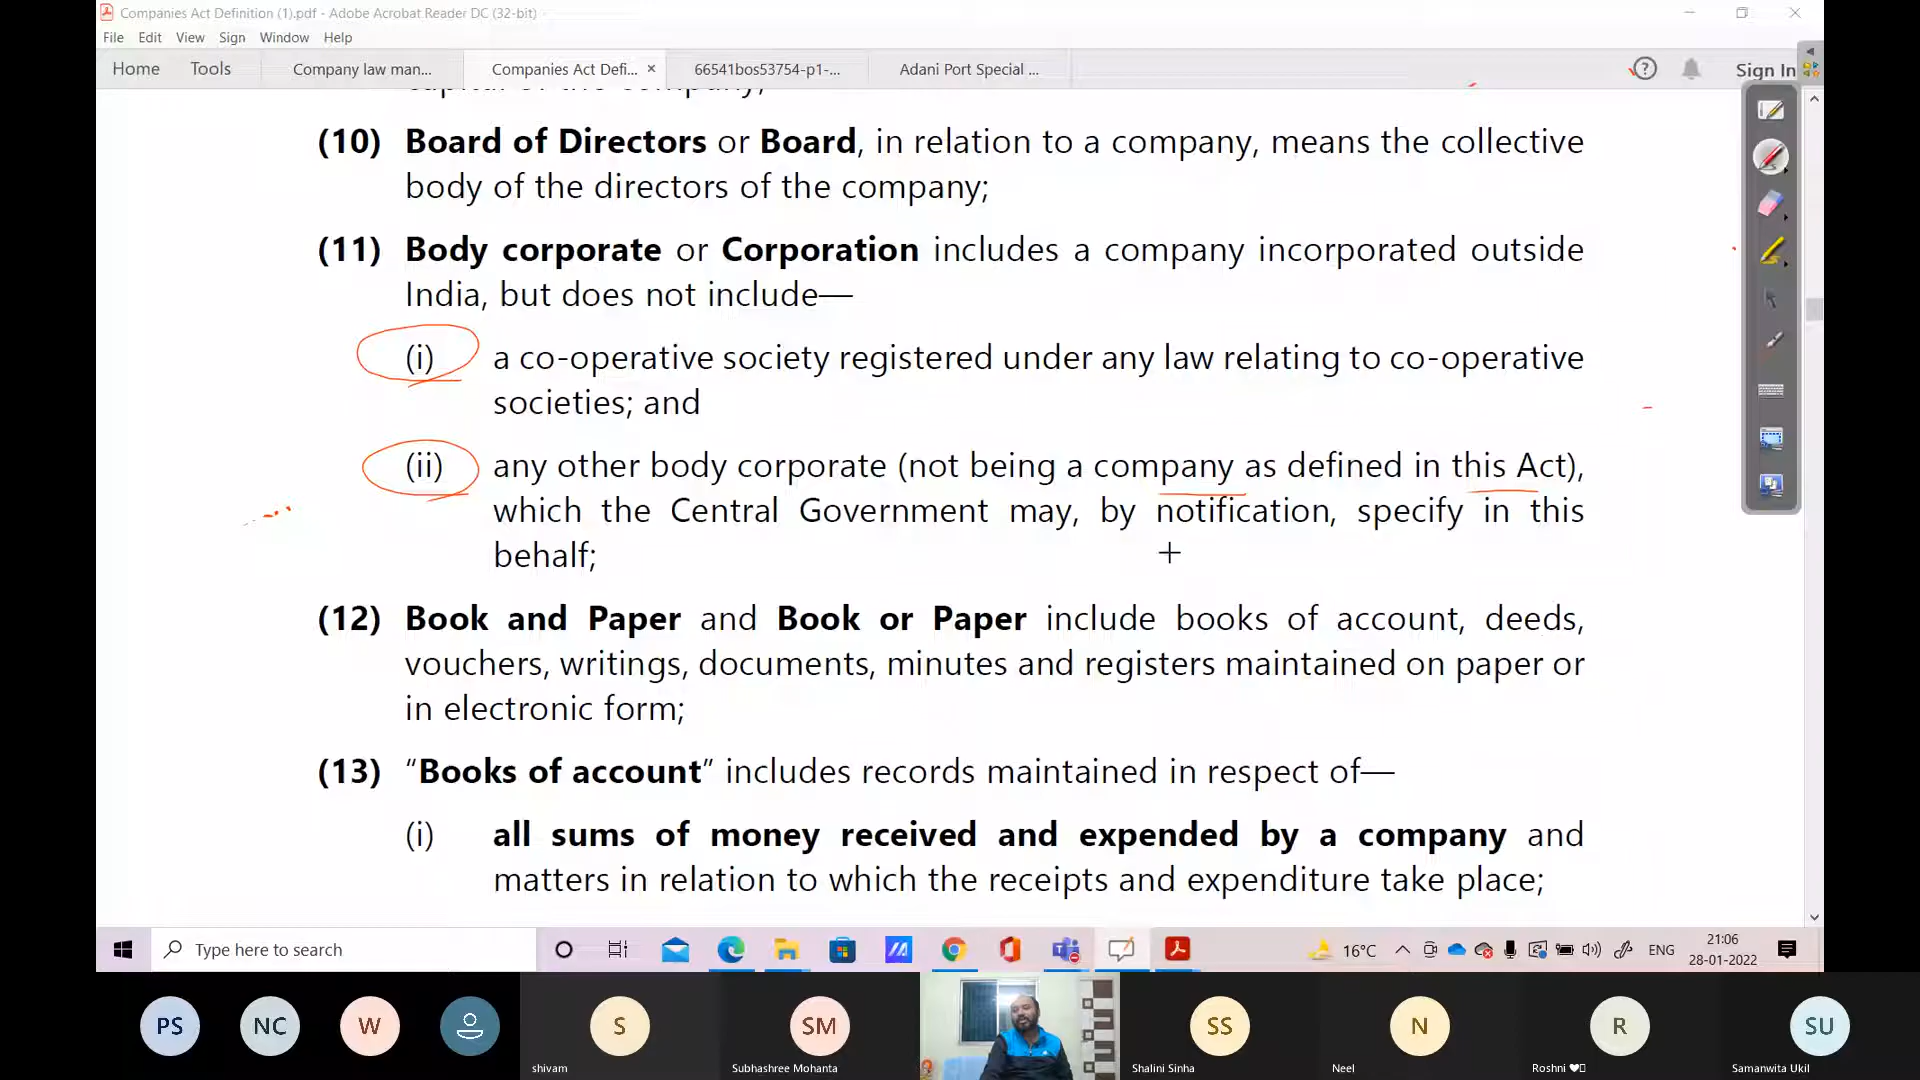 Companies Act Definition (1).pdf - Adobe Acrobat Reader DC (32-bit)
File Edit View Sign Window Help
Home Tools Company law man... Companies Act Defi... × 66541bos53754-p1-... Adani Port Special ... Sign In
capital of the company;
(10) Board of Directors or Board, in relation to a company, means the collective
body of the directors of the company;
(11) Body corporate or Corporation includes a company incorporated outside
India, but does not include—
(i) a co-operative society registered under any law relating to co-operative
societies; and
(ii) any other body corporate (not being a company as defined in this Act),
which the Central Government may, by notification, specify in this
behalf;
(12) Book and Paper and Book or Paper include books of account, deeds,
vouchers, writings, documents, minutes and registers maintained on paper or
in electronic form;
(13) “Books of account” includes records maintained in respect of—
(i) all sums of money received and expended by a company and
matters in relation to which the receipts and expenditure take place;
Type here to search 16°C ENG 21:06
28-01-2022
PS NC W S SM SS N R SU
shivam Subhashree Mohanta Shalini Sinha Neel Roshni ❤ Samanwita Ukil